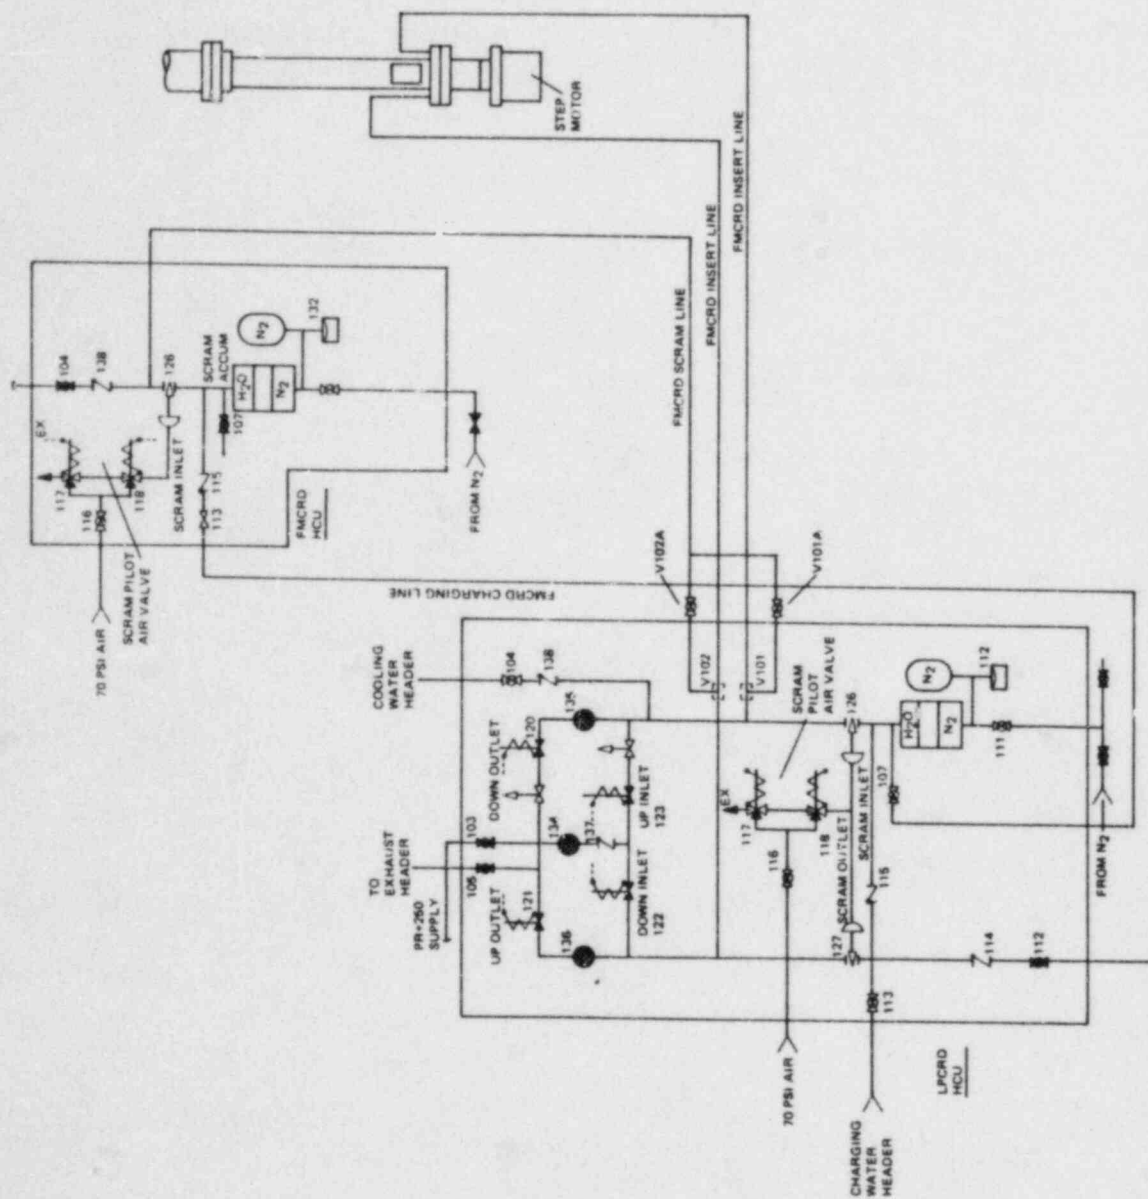 STEP
MOTOR
FMCRD SCRAM LINE
FMCRD INSERT LINE
FMCRD INSERT LINE
104
138
126
SCRAM
ACCUM
H₂O
N₂
N₂
132
107
EX
117
118
116
SCRAM INLET
115
113
FMCRD
HCU
FROM N₂
70 PSI AIR
SCRAM PILOT
AIR VALVE
FMCRD CHARGING LINE
V102A
V101A
V102
V101
COOLING
WATER
HEADER
104
138
135
DOWN OUTLET
120
TO
EXHAUST
HEADER
PR+250
SUPPLY
103
105
134
137
UP OUTLET
121
136
UP INLET
123
DOWN INLET
122
SCRAM
PILOT
AIR VALVE
EX
117
118
116
126
SCRAM INLET
SCRAM OUTLET
127
107
H₂O
N₂
N₂
112
111
115
114
112
113
FROM N₂
70 PSI AIR
LPCRD
HCU
CHARGING
WATER
HEADER